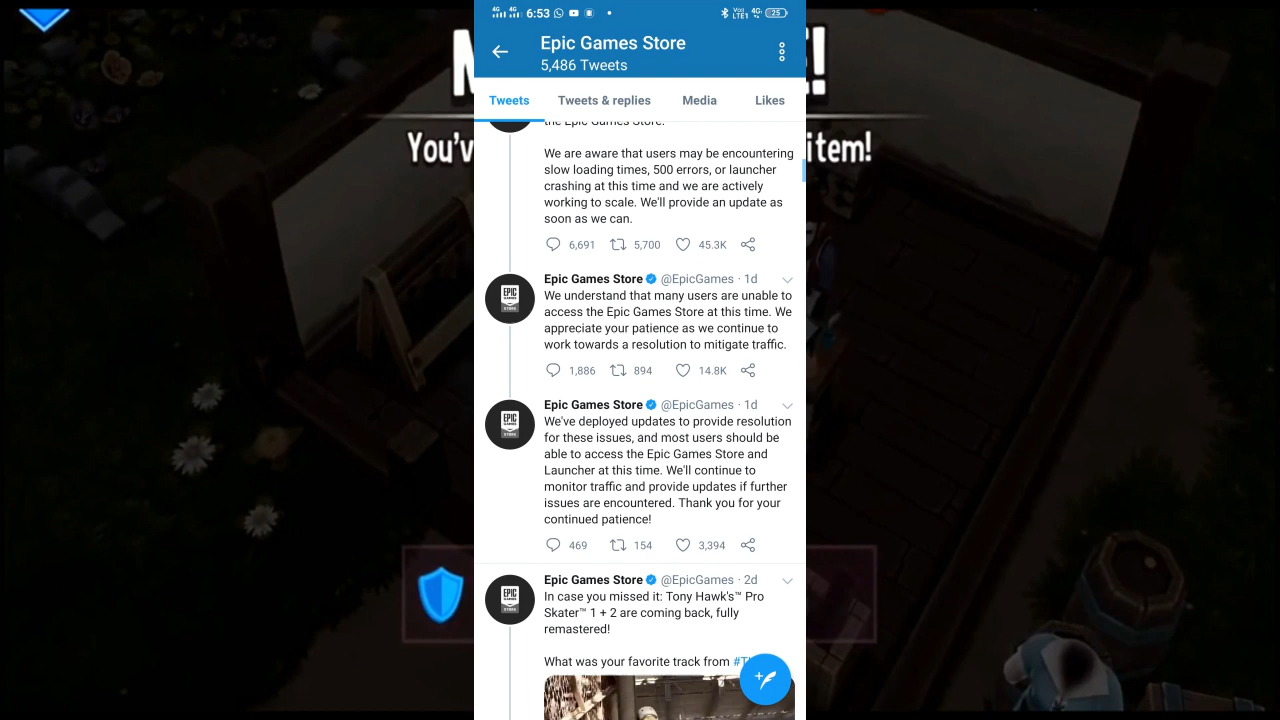 6:53
25
Epic Games Store
5,486 Tweets
Tweets Tweets & replies Media Likes
the Epic Games Store.
We are aware that users may be encountering
slow loading times, 500 errors, or launcher
crashing at this time and we are actively
working to scale. We'll provide an update as
soon as we can.
6,691 5,700 45.3K
Epic Games Store @EpicGames · 1d
We understand that many users are unable to
access the Epic Games Store at this time. We
appreciate your patience as we continue to
work towards a resolution to mitigate traffic.
1,886 894 14.8K
Epic Games Store @EpicGames · 1d
We've deployed updates to provide resolution
for these issues, and most users should be
able to access the Epic Games Store and
Launcher at this time. We'll continue to
monitor traffic and provide updates if further
issues are encountered. Thank you for your
continued patience!
469 154 3,394
Epic Games Store @EpicGames · 2d
In case you missed it: Tony Hawk's™ Pro
Skater™ 1 + 2 are coming back, fully
remastered!
What was your favorite track from
You'v
item!